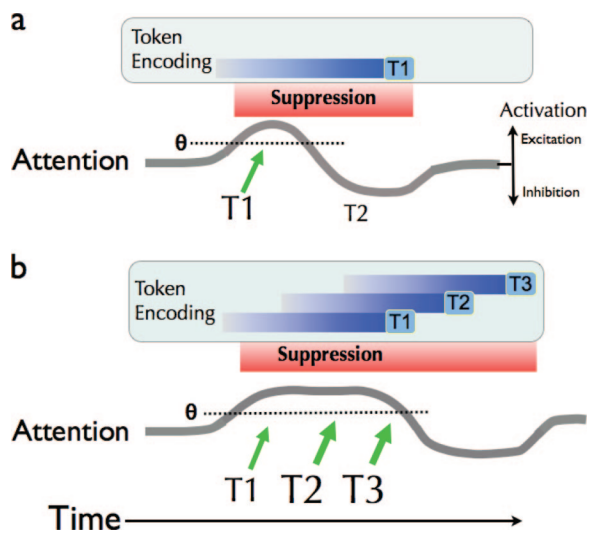 a
Token
Encoding
T1
Suppression
Activation
θ
Excitation
Attention
Inhibition
T1
T2
b
Token
Encoding
T3
T2
T1
Suppression
θ
Attention
T1 T2 T3
Time